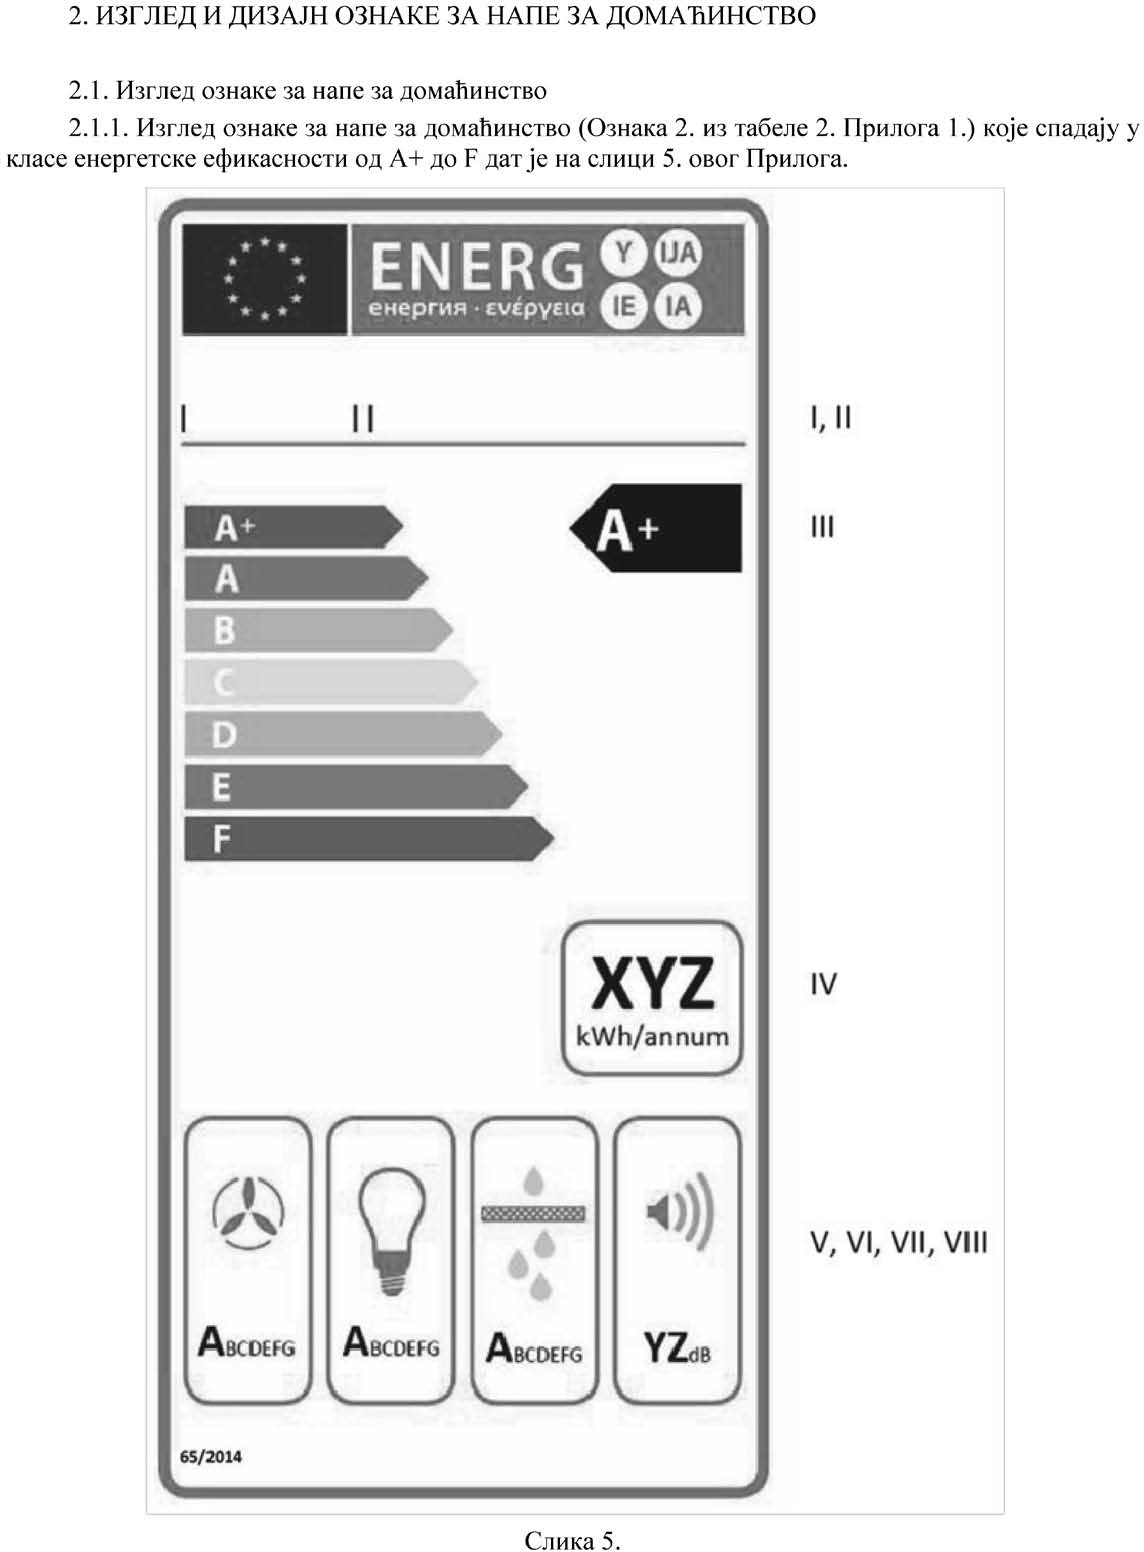 2. ИЗГЛЕД И ДИЗАЈН ОЗНАКЕ ЗА НАПЕ ЗА ДОМАЋИНСТВО
2.1. Изглед ознаке за напе за домаћинство
2.1.1. Изглед ознаке за напе за домаћинство (Ознака 2. из табеле 2. Прилога 1.) које спадају у
класе енергетске ефикасности од А+ до F дат је на слици 5. овог Прилога.
ENERG Y IJA
енергия · ενέργεια IE IA
I II I, II
A+ A+ III
A
B
C
D
E
F
XYZ IV
kWh/annum
V, VI, VII, VIII
ABCDEFG ABCDEFG ABCDEFG YZdB
65/2014
Слика 5.